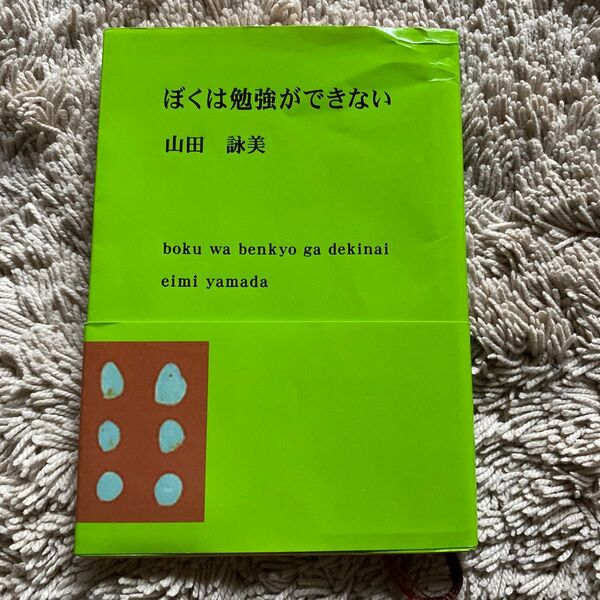 ぼくは勉強ができない
山田　詠美
boku wa benkyo ga dekinai
eimi yamada